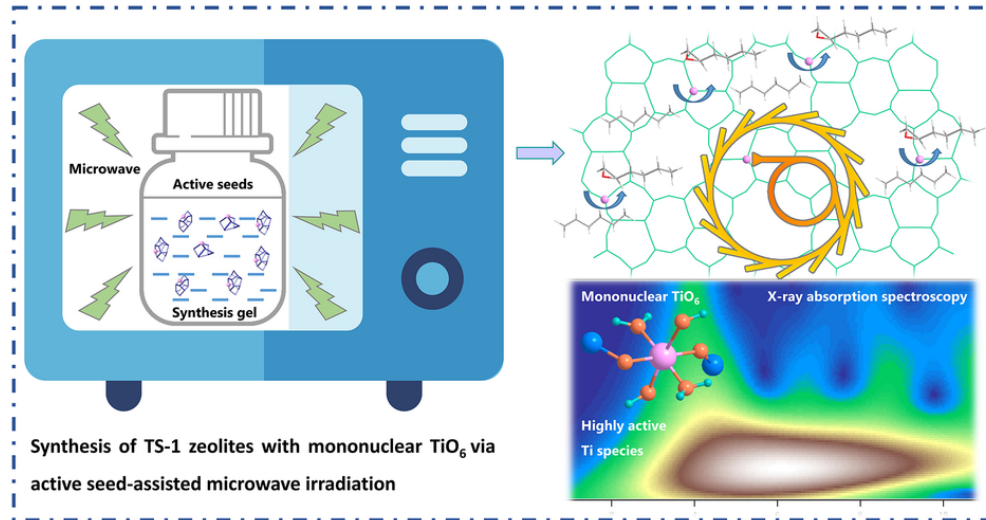 Microwave
Active seeds
Synthesis gel
Mononuclear TiO₆
X-ray absorption spectroscopy
Highly active
Ti species
Synthesis of TS-1 zeolites with mononuclear TiO₆ via
active seed-assisted microwave irradiation